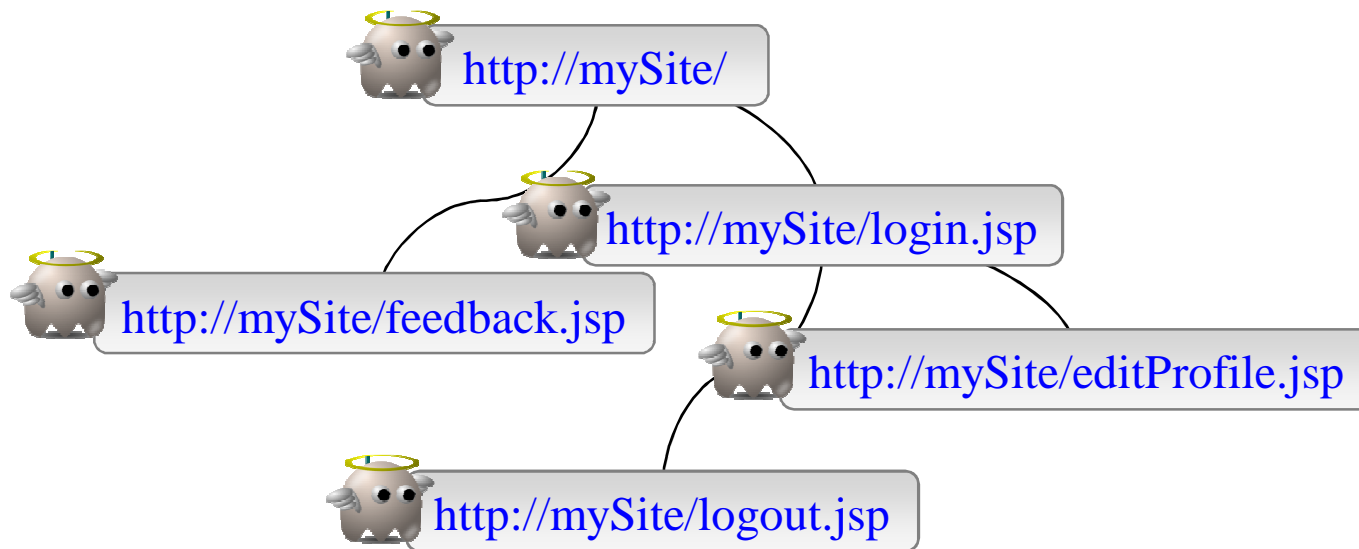 http://mySite/
http://mySite/login.jsp
http://mySite/feedback.jsp
http://mySite/editProfile.jsp
http://mySite/logout.jsp